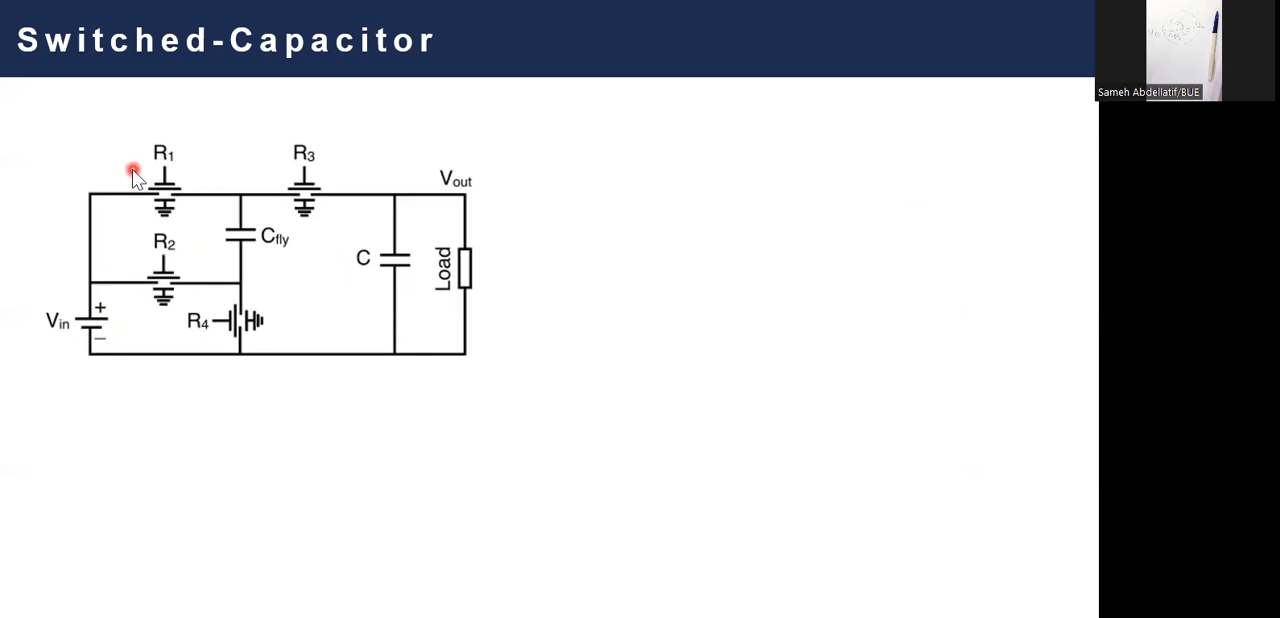 Switched-Capacitor
Sameh Abdellatif/BUE
R1
R3
Vout
R2
Cfly
C
Load
Vin
+
–
R4